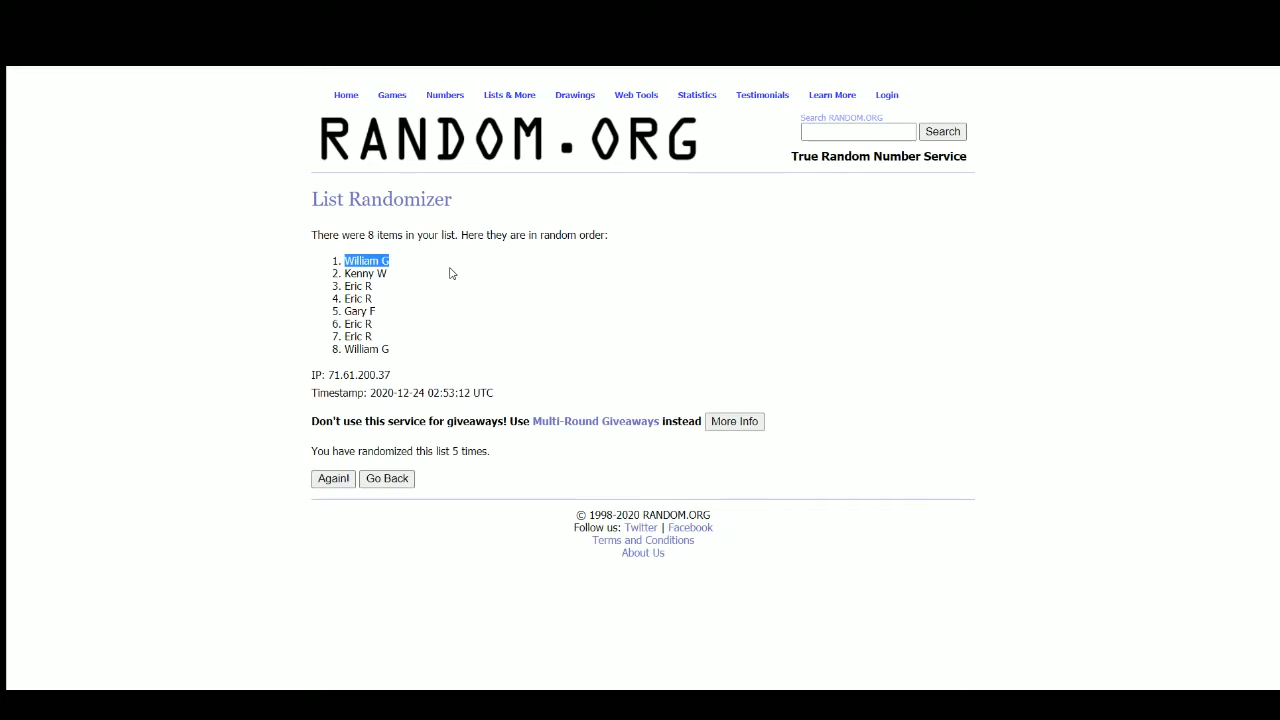 Home Games Numbers Lists & More Drawings Web Tools Statistics Testimonials Learn More Login
RANDOM.ORG
Search RANDOM.ORG
Search
True Random Number Service
List Randomizer
There were 8 items in your list. Here they are in random order:
1. William G
2. Kenny W
3. Eric R
4. Eric R
5. Gary F
6. Eric R
7. Eric R
8. William G
IP: 71.61.200.37
Timestamp: 2020-12-24 02:53:12 UTC
Don't use this service for giveaways! Use Multi-Round Giveaways instead More Info
You have randomized this list 5 times.
Again! Go Back
© 1998-2020 RANDOM.ORG
Follow us: Twitter | Facebook
Terms and Conditions
About Us